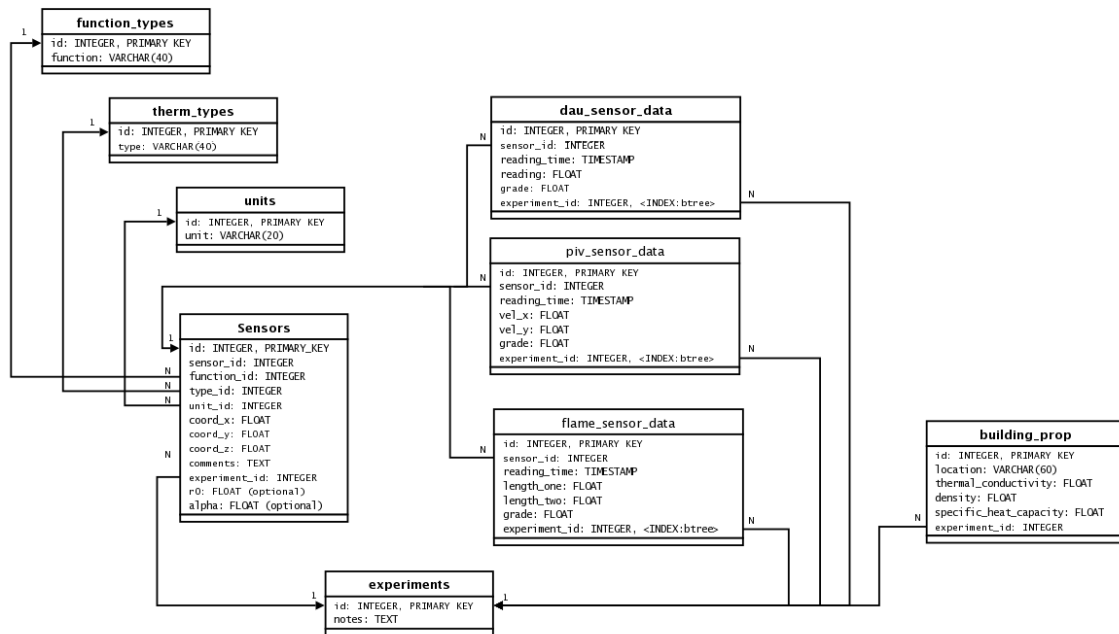 function_types
id: INTEGER, PRIMARY KEY
function: VARCHAR(40)
1
therm_types
id: INTEGER, PRIMARY KEY
type: VARCHAR(40)
1
units
id: INTEGER, PRIMARY KEY
unit: VARCHAR(20)
1
Sensors
id: INTEGER, PRIMARY_KEY
sensor_id: INTEGER
function_id: INTEGER
type_id: INTEGER
unit_id: INTEGER
coord_x: FLOAT
coord_y: FLOAT
coord_z: FLOAT
comments: TEXT
experiment_id: INTEGER
r0: FLOAT (optional)
alpha: FLOAT (optional)
1
N
N
N
N
dau_sensor_data
id: INTEGER, PRIMARY KEY
sensor_id: INTEGER
reading_time: TIMESTAMP
reading: FLOAT
grade: FLOAT
experiment_id: INTEGER, <INDEX:btree>
N
N
piv_sensor_data
id: INTEGER, PRIMARY KEY
sensor_id: INTEGER
reading_time: TIMESTAMP
vel_x: FLOAT
vel_y: FLOAT
grade: FLOAT
experiment_id: INTEGER, <INDEX:btree>
N
N
flame_sensor_data
id: INTEGER, PRIMARY KEY
sensor_id: INTEGER
reading_time: TIMESTAMP
length_one: FLOAT
length_two: FLOAT
grade: FLOAT
experiment_id: INTEGER, <INDEX:btree>
N
N
building_prop
id: INTEGER, PRIMARY KEY
location: VARCHAR(60)
thermal_conductivity: FLOAT
density: FLOAT
specific_heat_capacity: FLOAT
experiment_id: INTEGER
N
experiments
id: INTEGER, PRIMARY KEY
notes: TEXT
1
1